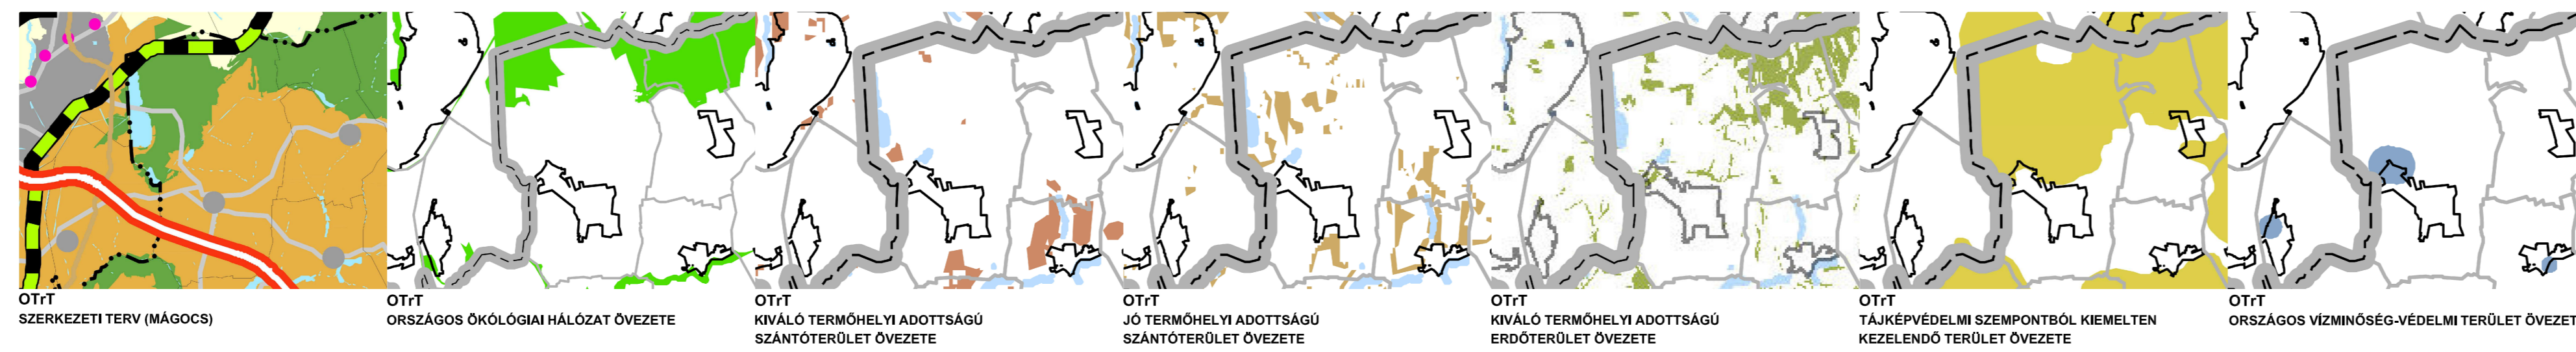 OTrT
SZERKEZETI TERV (MÁGOCS)
OTrT
ORSZÁGOS ÖKOLÓGIAI HÁLÓZAT ÖVEZETE
OTrT
KIVÁLÓ TERMŐHELYI ADOTTSÁGÚ
SZÁNTÓTERÜLET ÖVEZETE
OTrT
JÓ TERMŐHELYI ADOTTSÁGÚ
SZÁNTÓTERÜLET ÖVEZETE
OTrT
KIVÁLÓ TERMŐHELYI ADOTTSÁGÚ
ERDŐTERÜLET ÖVEZETE
OTrT
TÁJKÉPVÉDELMI SZEMPONTBÓL KIEMELTEN
KEZELENDŐ TERÜLET ÖVEZETE
OTrT
ORSZÁGOS VÍZMINŐSÉG-VÉDELMI TERÜLET ÖVEZET